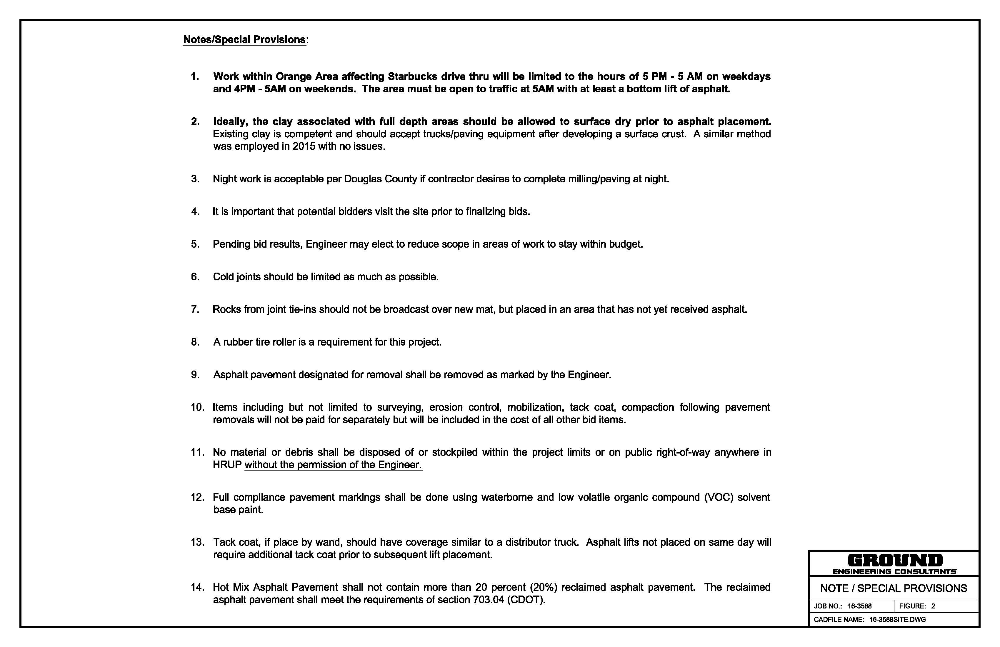 Notes/Special Provisions:
1. Work within Orange Area affecting Starbucks drive thru will be limited to the hours of 5 PM - 5 AM on weekdays
and 4PM - 5AM on weekends. The area must be open to traffic at 5AM with at least a bottom lift of asphalt.
2. Ideally, the clay associated with full depth areas should be allowed to surface dry prior to asphalt placement.
Existing clay is competent and should accept trucks/paving equipment after developing a surface crust. A similar method
was employed in 2015 with no issues.
3. Night work is acceptable per Douglas County if contractor desires to complete milling/paving at night.
4. It is important that potential bidders visit the site prior to finalizing bids.
5. Pending bid results, Engineer may elect to reduce scope in areas of work to stay within budget.
6. Cold joints should be limited as much as possible.
7. Rocks from joint tie-ins should not be broadcast over new mat, but placed in an area that has not yet received asphalt.
8. A rubber tire roller is a requirement for this project.
9. Asphalt pavement designated for removal shall be removed as marked by the Engineer.
10. Items including but not limited to surveying, erosion control, mobilization, tack coat, compaction following pavement
removals will not be paid for separately but will be included in the cost of all other bid items.
11. No material or debris shall be disposed of or stockpiled within the project limits or on public right-of-way anywhere in
HRUP without the permission of the Engineer.
12. Full compliance pavement markings shall be done using waterborne and low volatile organic compound (VOC) solvent
base paint.
13. Tack coat, if place by wand, should have coverage similar to a distributor truck. Asphalt lifts not placed on same day will
require additional tack coat prior to subsequent lift placement.
14. Hot Mix Asphalt Pavement shall not contain more than 20 percent (20%) reclaimed asphalt pavement. The reclaimed
asphalt pavement shall meet the requirements of section 703.04 (CDOT).
GROUND
ENGINEERING CONSULTANTS
NOTE / SPECIAL PROVISIONS
JOB NO.: 16-3588 FIGURE: 2
CADFILE NAME: 16-3588SITE.DWG